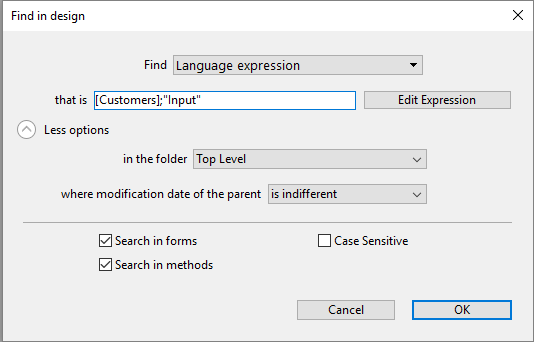 Find in design
Find Language expression
that is [Customers];"Input" Edit Expression
Less options
in the folder Top Level
where modification date of the parent is indifferent
Search in forms Case Sensitive
Search in methods
Cancel OK